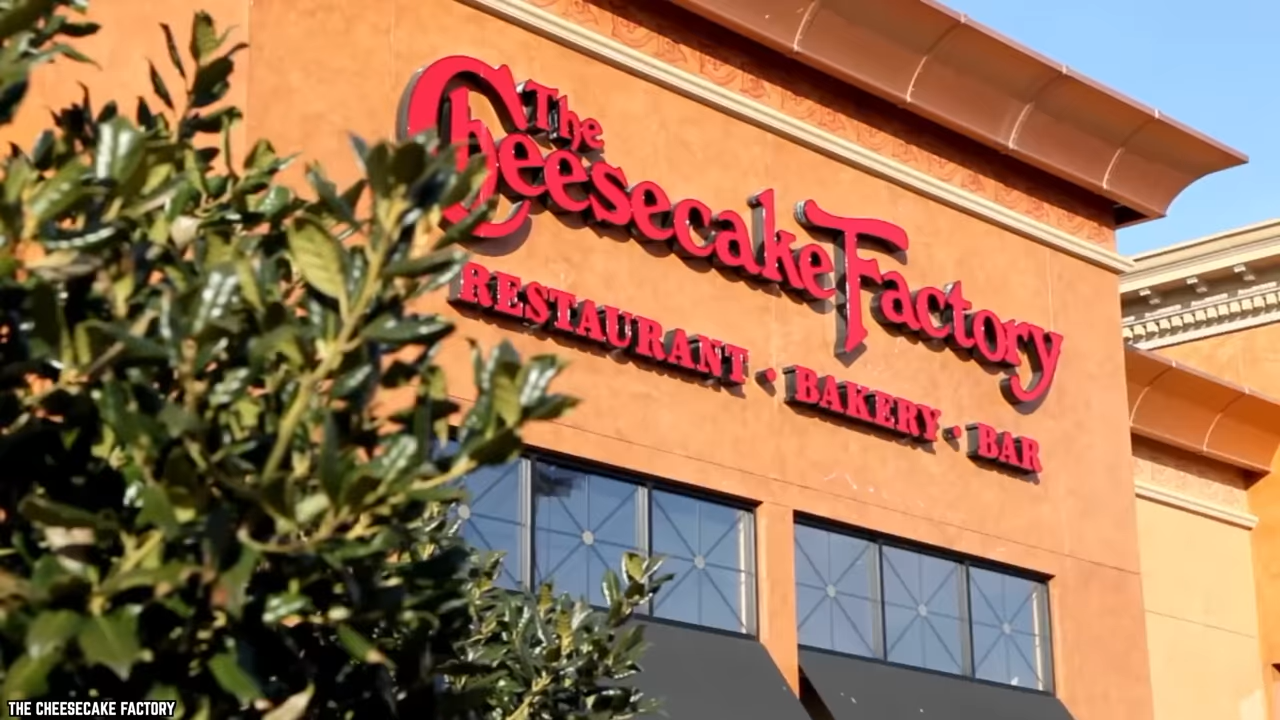 The
Cheesecake Factory
RESTAURANT • BAKERY • BAR
THE CHEESECAKE FACTORY